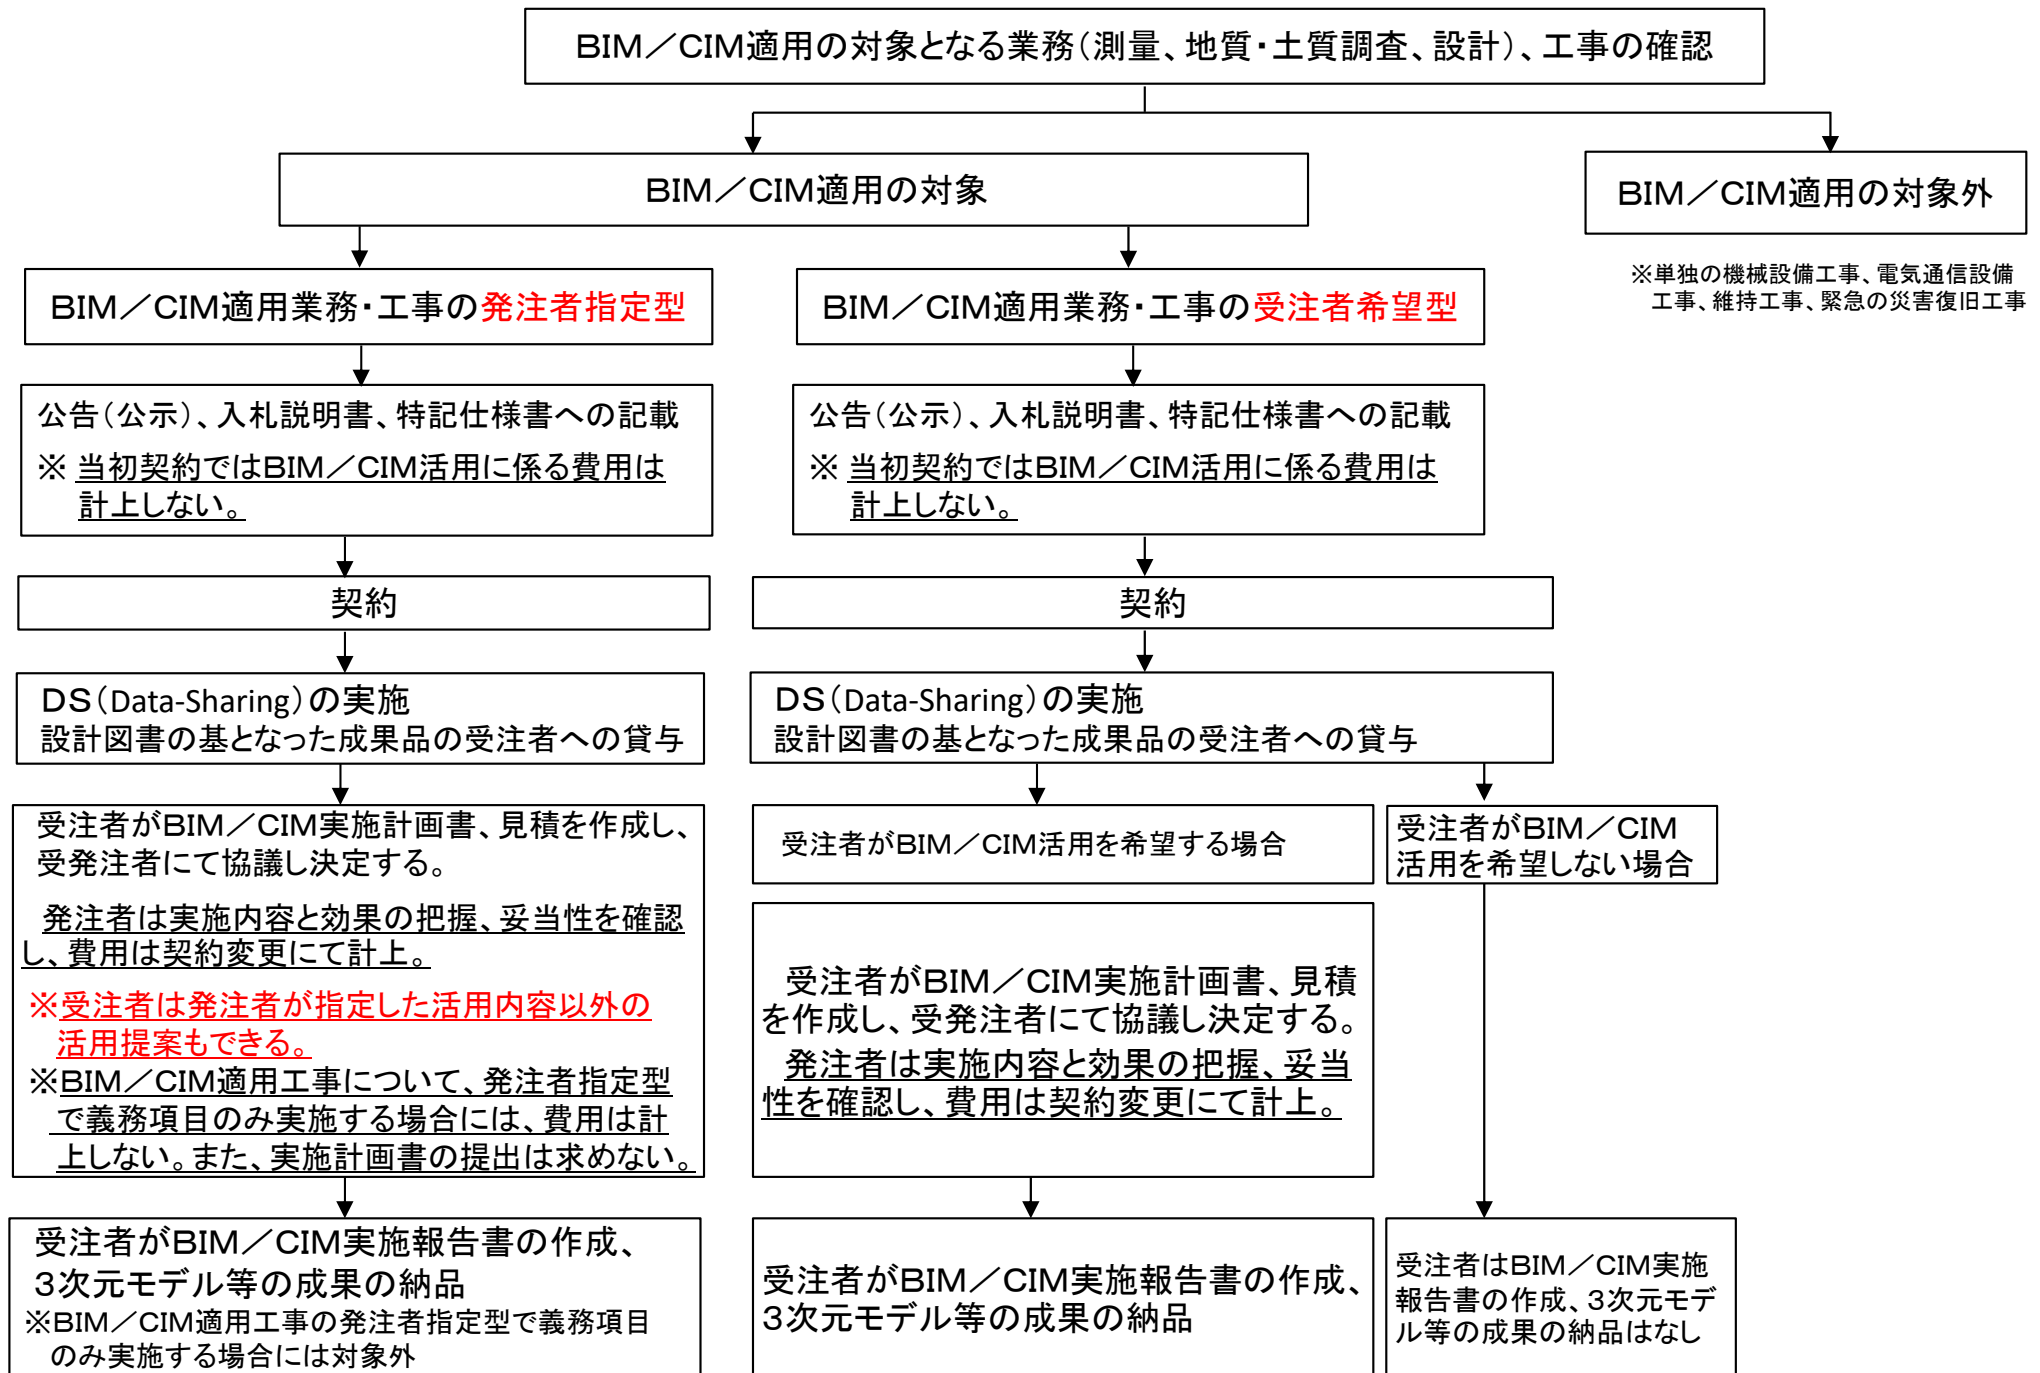 ＢＩＭ／ＣＩＭ適用の対象となる業務（測量、地質・土質調査、設計）、工事の確認
ＢＩＭ／ＣＩＭ適用の対象
ＢＩＭ／ＣＩＭ適用の対象外
※単独の機械設備工事、電気通信設備
工事、維持工事、緊急の災害復旧工事
ＢＩＭ／ＣＩＭ適用業務・工事の発注者指定型
公告（公示）、入札説明書、特記仕様書への記載
※ 当初契約ではＢＩＭ／ＣＩＭ活用に係る費用は
計上しない。
契約
ＤＳ（Data-Sharing）の実施
設計図書の基となった成果品の受注者への貸与
受注者がＢＩＭ／ＣＩＭ実施計画書、見積を作成し、
受発注者にて協議し決定する。
発注者は実施内容と効果の把握、妥当性を確認
し、費用は契約変更にて計上。
※受注者は発注者が指定した活用内容以外の
活用提案もできる。
※ＢＩＭ／ＣＩＭ適用工事について、発注者指定型
で義務項目のみ実施する場合には、費用は計
上しない。また、実施計画書の提出は求めない。
受注者がＢＩＭ／ＣＩＭ実施報告書の作成、
３次元モデル等の成果の納品
※ＢＩＭ／ＣＩＭ適用工事の発注者指定型で義務項目
のみ実施する場合には対象外
ＢＩＭ／ＣＩＭ適用業務・工事の受注者希望型
公告（公示）、入札説明書、特記仕様書への記載
※ 当初契約ではＢＩＭ／ＣＩＭ活用に係る費用は
計上しない。
契約
ＤＳ（Data-Sharing）の実施
設計図書の基となった成果品の受注者への貸与
受注者がＢＩＭ／ＣＩＭ活用を希望する場合
受注者がＢＩＭ／ＣＩＭ実施計画書、見積
を作成し、受発注者にて協議し決定する。
発注者は実施内容と効果の把握、妥当
性を確認し、費用は契約変更にて計上。
受注者がＢＩＭ／ＣＩＭ実施報告書の作成、
３次元モデル等の成果の納品
受注者がＢＩＭ／ＣＩＭ
活用を希望しない場合
受注者はＢＩＭ／ＣＩＭ実施
報告書の作成、３次元モデ
ル等の成果の納品はなし